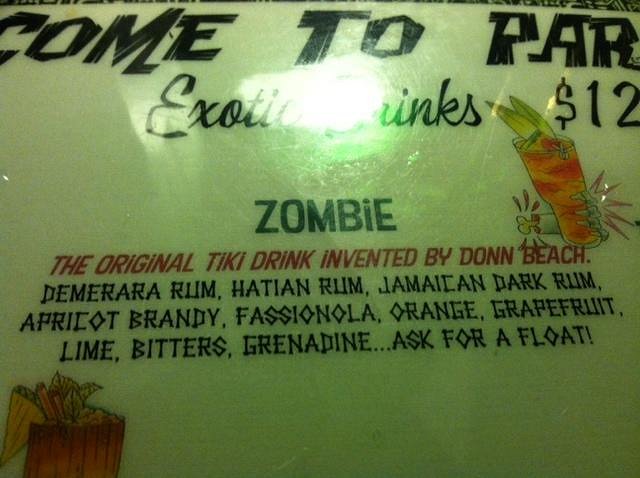 COME TO PAR
Exotic Drinks $12
ZOMBiE
THE ORiGiNAL TiKi DRiNK iNVENTED BY DONN BEACH.
DEMERARA RUM, HATIAN RUM, JAMAICAN DARK RUM,
APRICOT BRANDY, FASSIONOLA, ORANGE, GRAPEFRUIT,
LIME, BITTERS, GRENADINE...ASK FOR A FLOAT!